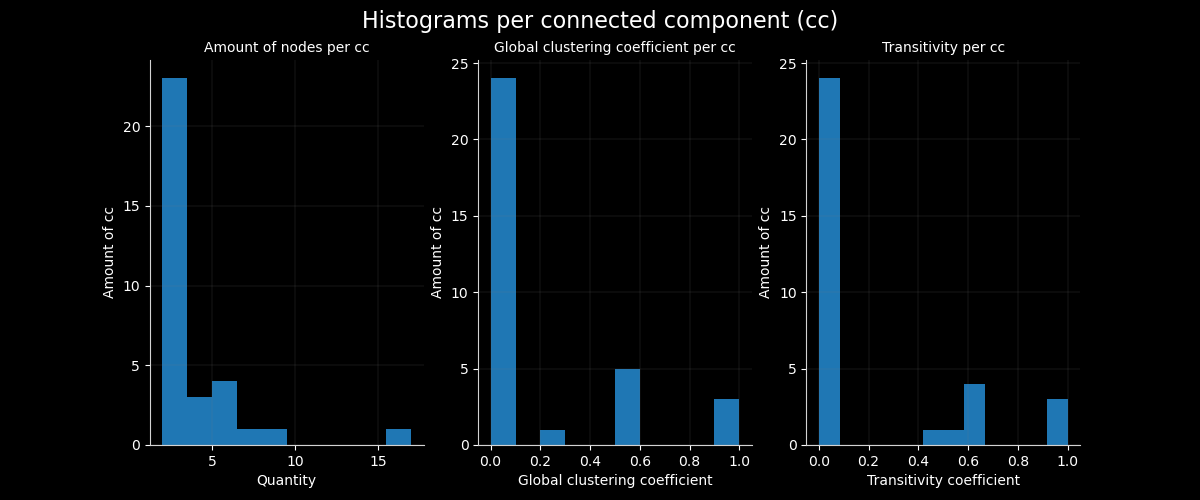 Histograms per connected component (cc)
Amount of nodes per cc
Amount of cc
20
15
10
5
0
5 10 15
Quantity
Global clustering coefficient per cc
Amount of cc
25
20
15
10
5
0
0.0 0.2 0.4 0.6 0.8 1.0
Global clustering coefficient
Transitivity per cc
Amount of cc
25
20
15
10
5
0
0.0 0.2 0.4 0.6 0.8 1.0
Transitivity coefficient